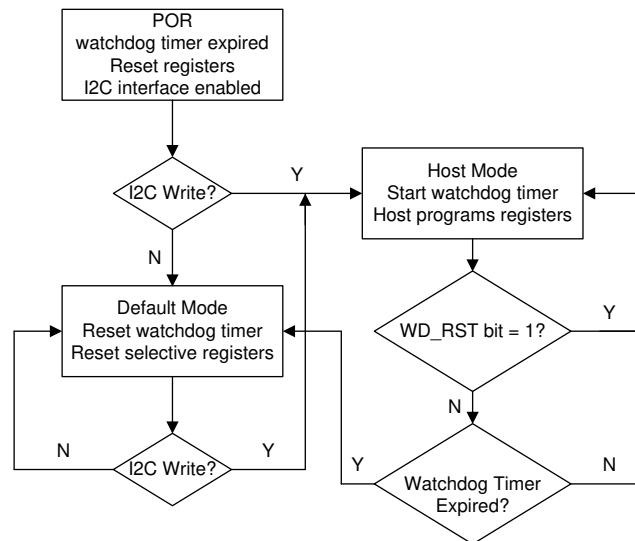 POR
watchdog timer expired
Reset registers
I2C interface enabled
I2C Write?
Y
N
Host Mode
Start watchdog timer
Host programs registers
Default Mode
Reset watchdog timer
Reset selective registers
WD_RST bit = 1?
Y
N
I2C Write?
N
Y
Watchdog Timer
Expired?
Y
N